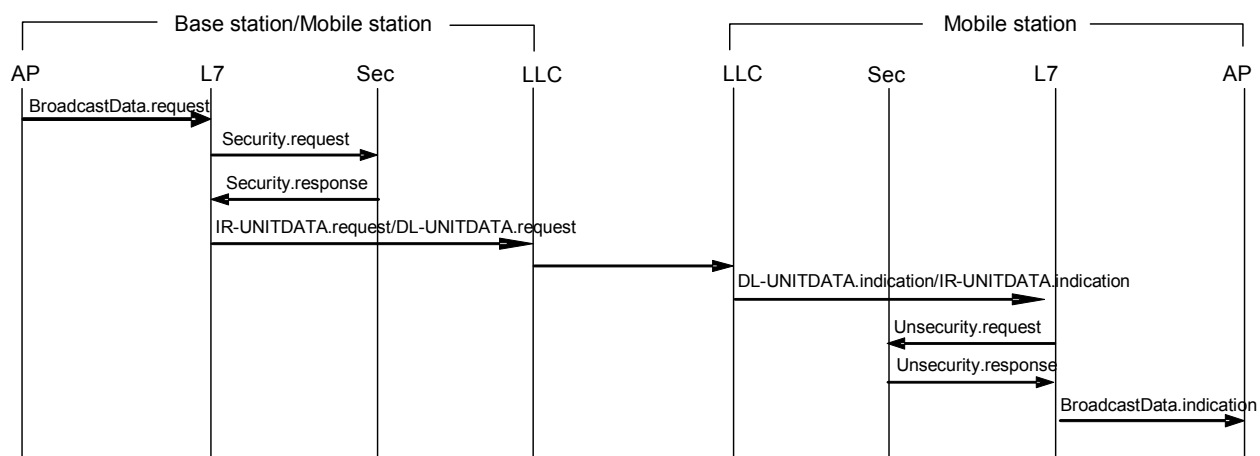 Base station/Mobile station
Mobile station
AP
L7
Sec
LLC
LLC
Sec
L7
AP
BroadcastData.request
Security.request
Security.response
IR-UNITDATA.request/DL-UNITDATA.request
DL-UNITDATA.indication/IR-UNITDATA.indication
Unsecurity.request
Unsecurity.response
BroadcastData.indication